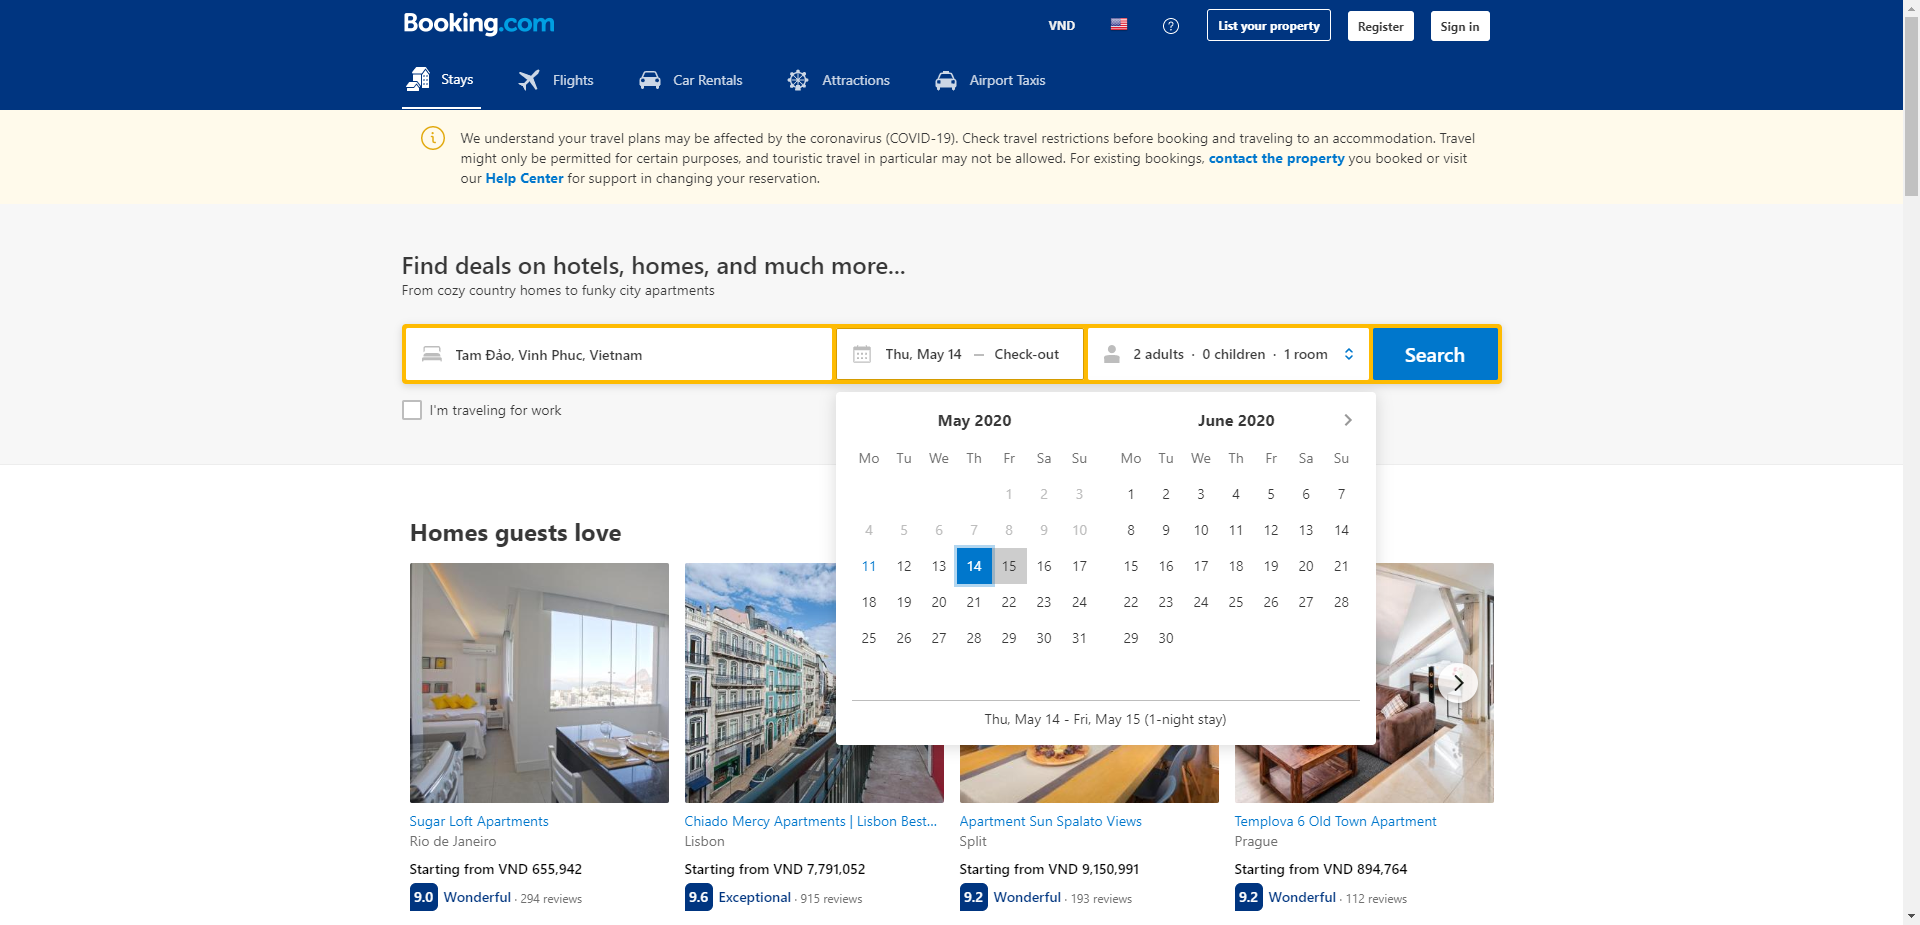 Booking.com
VND
List your property
Register
Sign in
Stays
Flights
Car Rentals
Attractions
Airport Taxis
We understand your travel plans may be affected by the coronavirus (COVID-19). Check travel restrictions before booking and traveling to an accommodation. Travel
might only be permitted for certain purposes, and touristic travel in particular may not be allowed. For existing bookings, contact the property you booked or visit
our Help Center for support in changing your reservation.
Find deals on hotels, homes, and much more...
From cozy country homes to funky city apartments
Tam Đảo, Vinh Phuc, Vietnam
Thu, May 14 — Check-out
2 adults · 0 children · 1 room
Search
I'm traveling for work
May 2020
Mo Tu We Th Fr Sa Su
1 2 3
4 5 6 7 8 9 10
11 12 13 14 15 16 17
18 19 20 21 22 23 24
25 26 27 28 29 30 31
June 2020
Mo Tu We Th Fr Sa Su
1 2 3 4 5 6 7
8 9 10 11 12 13 14
15 16 17 18 19 20 21
22 23 24 25 26 27 28
29 30
Thu, May 14 - Fri, May 15 (1-night stay)
Homes guests love
Sugar Loft Apartments
Rio de Janeiro
Starting from VND 655,942
9.0 Wonderful · 294 reviews
Chiado Mercy Apartments | Lisbon Best...
Lisbon
Starting from VND 7,791,052
9.6 Exceptional · 915 reviews
Apartment Sun Spalato Views
Split
Starting from VND 9,150,991
9.2 Wonderful · 193 reviews
Templova 6 Old Town Apartment
Prague
Starting from VND 894,764
9.2 Wonderful · 112 reviews